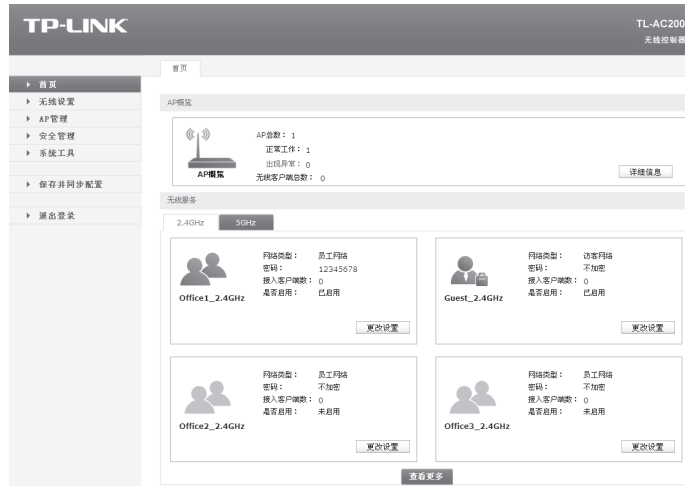 TP-LINK
TL-AC200
无线控制器
首页
首页
无线设置
AP管理
安全管理
系统工具
保存并同步配置
退出登录
AP概览
AP概览
AP总数： 1
正常工作： 1
出现异常： 0
无线客户端总数： 0
详细信息
无线服务
2.4GHz
5GHz
Office1_2.4GHz
网络类型： 员工网络
密码： 12345678
接入客户端数： 0
是否启用： 已启用
更改设置
Guest_2.4GHz
网络类型： 访客网络
密码： 不加密
接入客户端数： 0
是否启用： 已启用
更改设置
Office2_2.4GHz
网络类型： 员工网络
密码： 不加密
接入客户端数： 0
是否启用： 未启用
更改设置
Office3_2.4GHz
网络类型： 员工网络
密码： 不加密
接入客户端数： 0
是否启用： 未启用
更改设置
查看更多